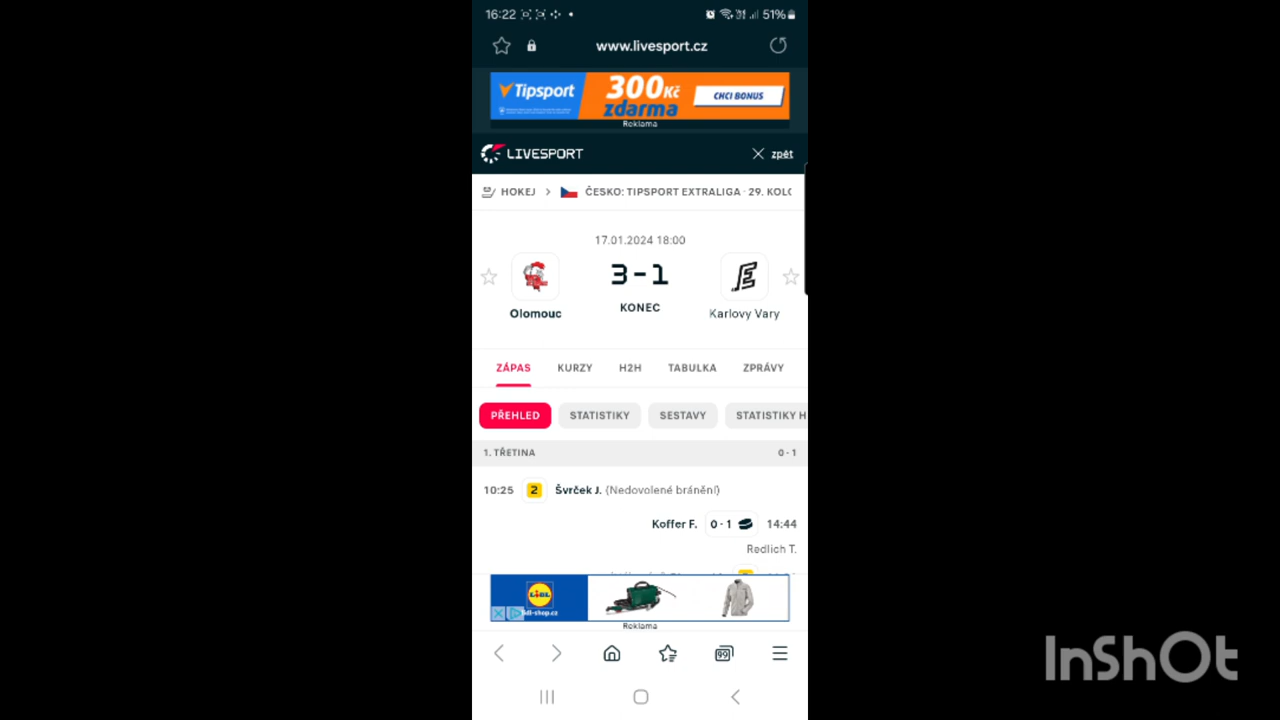 16:22 51%
www.livesport.cz
Tipsport 300Kč zdarma CHCI BONUS
Reklama
LIVESPORT zpět
HOKEJ ČESKO: TIPSPORT EXTRALIGA · 29. KOLO
17.01.2024 18:00
3-1
KONEC
Olomouc Karlovy Vary
ZÁPAS KURZY H2H TABULKA ZPRÁVY
PŘEHLED STATISTIKY SESTAVY STATISTIKY H
1. TŘETINA 0 - 1
10:25 2 Švrček J. (Nedovolené bránění)
Koffer F. 0 - 1 14:44
Redlich T.
LIDL
lidl-shop.cz
Reklama
99
InShOt